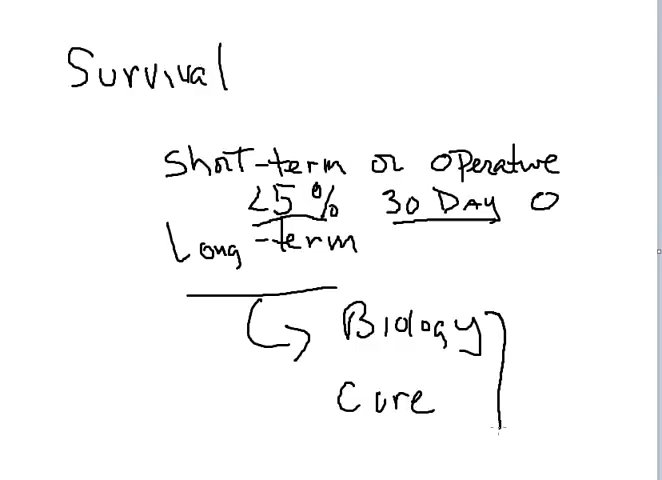 Survival
Short-term or operative
<5% 30 DAY O
Long-term
Biology
Cure